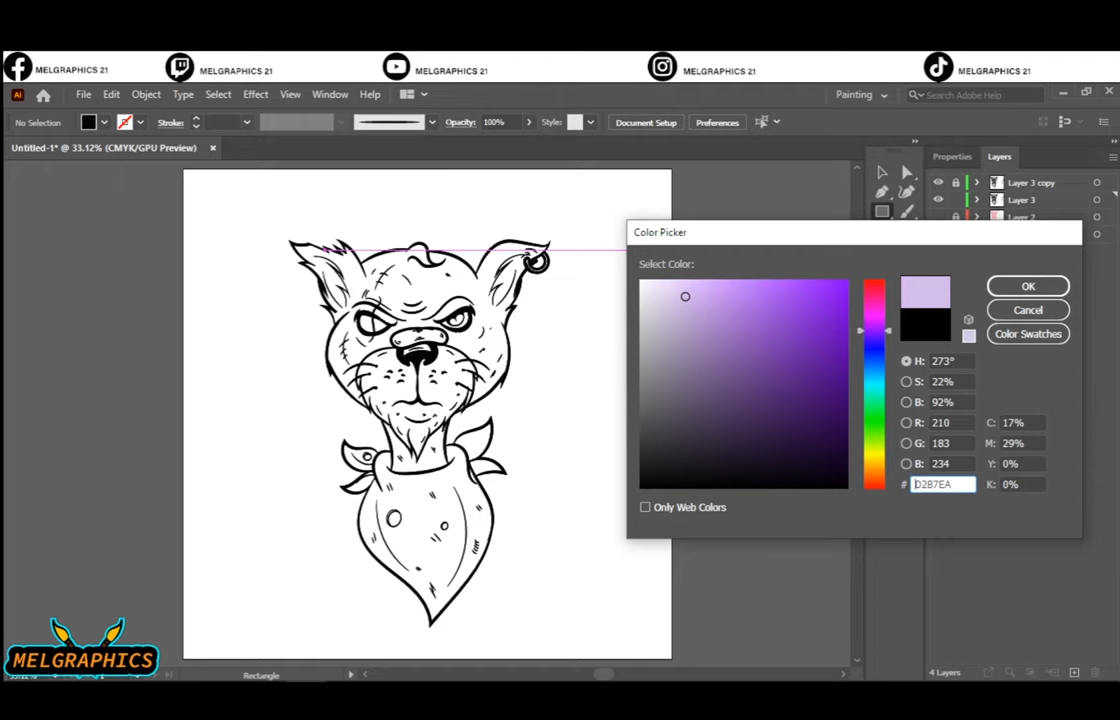 MELGRAPHICS 21 MELGRAPHICS 21 MELGRAPHICS 21 MELGRAPHICS 21 MELGRAPHICS 21
Ai File Edit Object Type Select Effect View Window Help Painting Search Adobe Help
No Selection Stroke: Opacity: 100% Style: Document Setup Preferences
Untitled-1* @ 33.12% (CMYK/GPU Preview) Properties Layers
Layer 3 copy
Layer 3
Layer 2
Color Picker
Select Color:
OK
Cancel
Color Swatches
H: 273°
S: 22%
B: 92%
R: 210 C: 17%
G: 183 M: 29%
B: 234 Y: 0%
# D2B7EA K: 0%
Only Web Colors
MELGRAPHICS
Rectangle 4 Layers